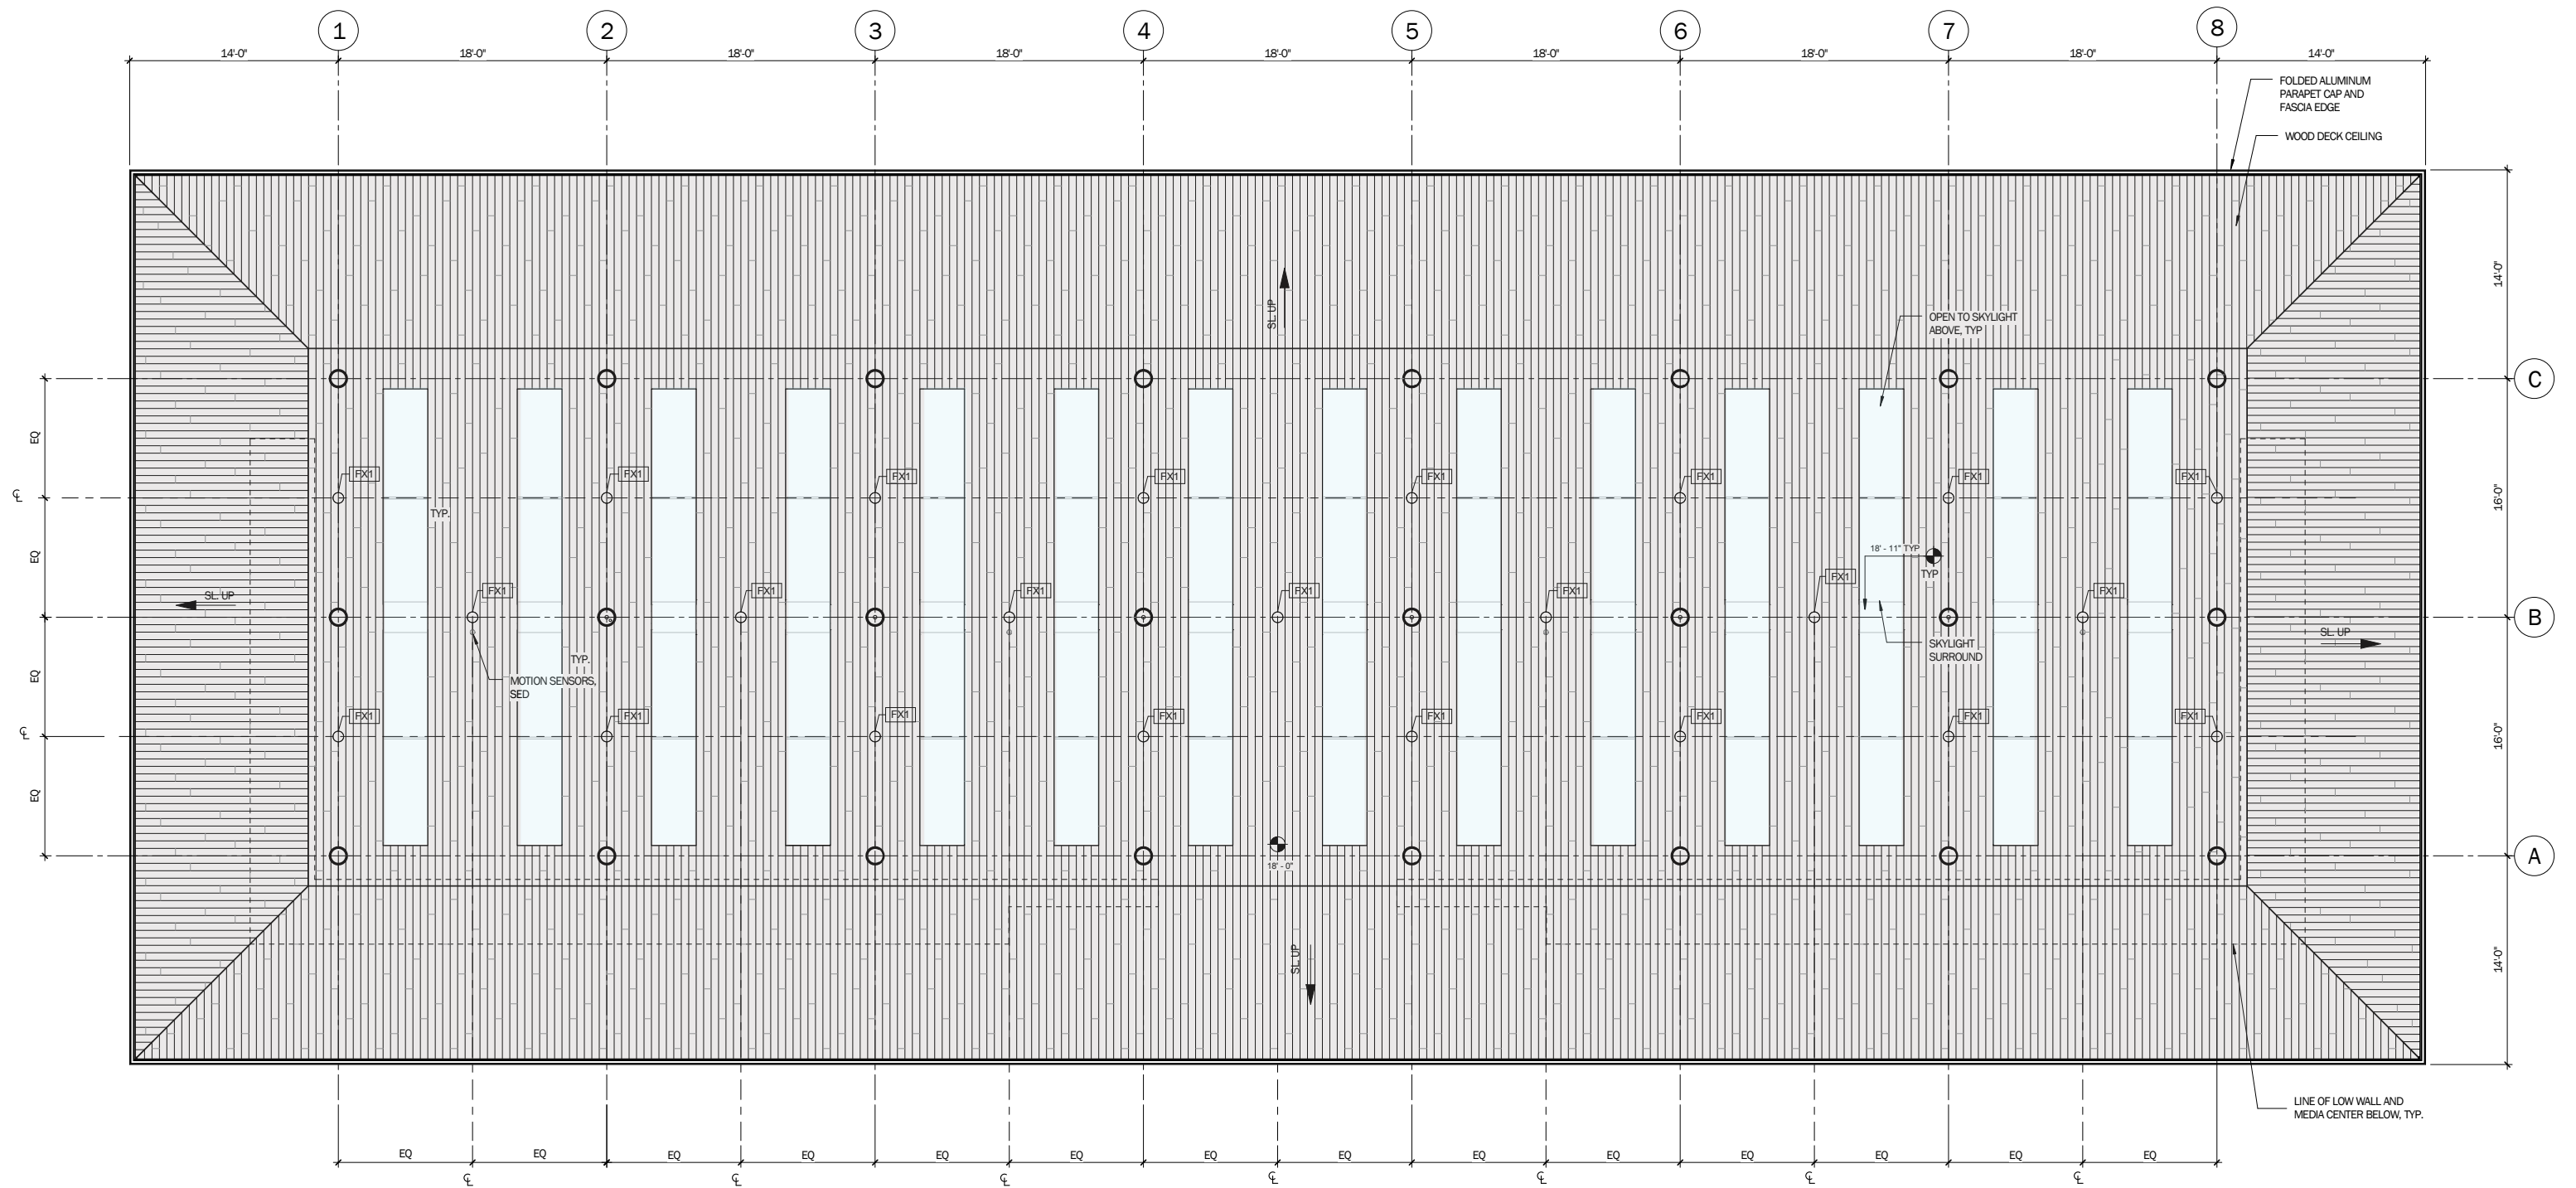 1
2
3
4
5
6
7
8
14'-0"
18'-0"
18'-0"
18'-0"
18'-0"
18'-0"
18'-0"
18'-0"
14'-0"
FOLDED ALUMINUM
PARAPET CAP AND
FASCIA EDGE
WOOD DECK CEILING
14'-0"
SL. UP
OPEN TO SKYLIGHT
ABOVE, TYP
C
EQ
FX1
FX1
FX1
FX1
FX1
FX1
FX1
FX1
℄
16'-0"
TYP.
EQ
18' - 11" TYP
TYP
SL. UP
FX1
FX1
FX1
FX1
FX1
FX1
FX1
B
SL. UP
SKYLIGHT
SURROUND
TYP.
MOTION SENSORS,
SED
EQ
FX1
FX1
FX1
FX1
FX1
FX1
FX1
FX1
℄
16'-0"
EQ
18' - 0"
A
SL. UP
14'-0"
LINE OF LOW WALL AND
MEDIA CENTER BELOW, TYP.
EQ
EQ
EQ
EQ
EQ
EQ
EQ
EQ
EQ
EQ
EQ
EQ
EQ
EQ
℄
℄
℄
℄
℄
℄
℄